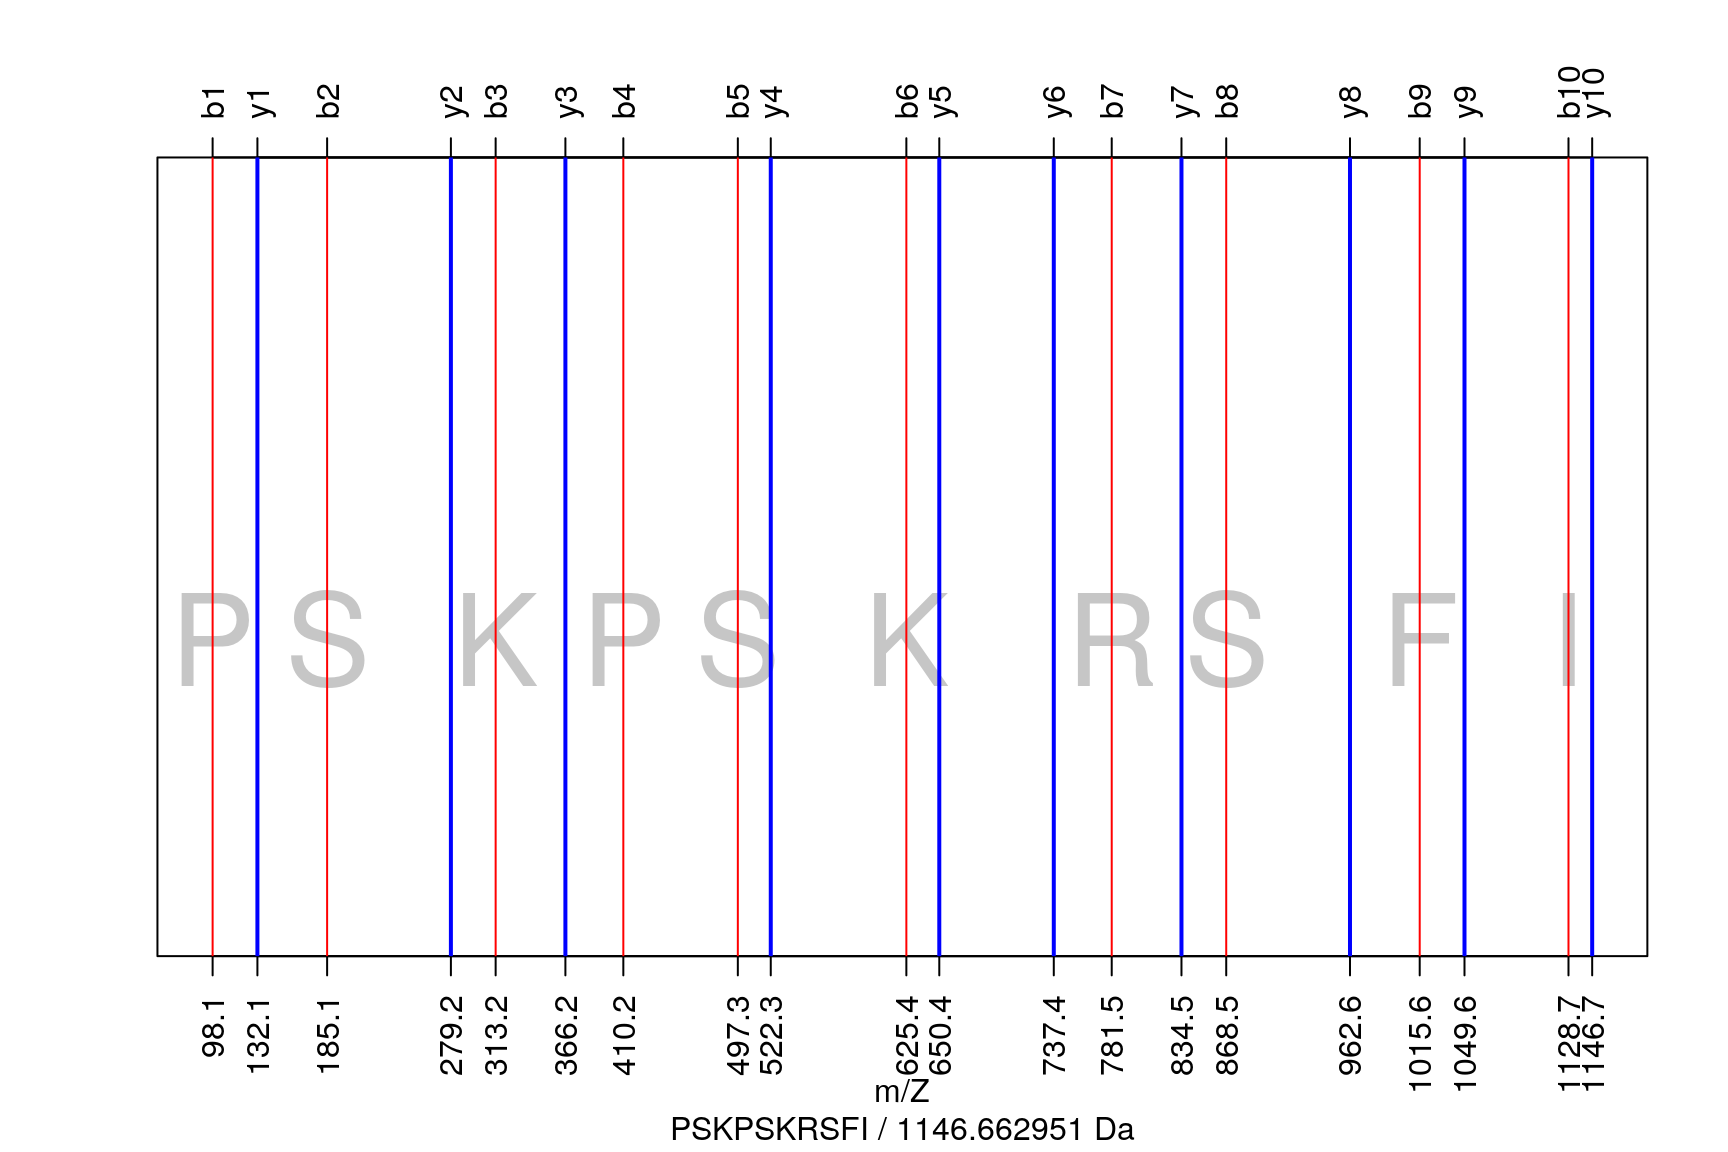 b1 y1 b2 y2 b3 y3 b4 b5 y4 b6 y5 y6 b7 y7 b8 y8 b9 y9 b10 y10
P S K P S K R S F I
98.1 132.1 185.1 279.2 313.2 366.2 410.2 497.3 522.3 625.4 650.4 737.4 781.5 834.5 868.5 962.6 1015.6 1049.6 1128.7 1146.7
m/Z
PSKPSKRSFI / 1146.662951 Da